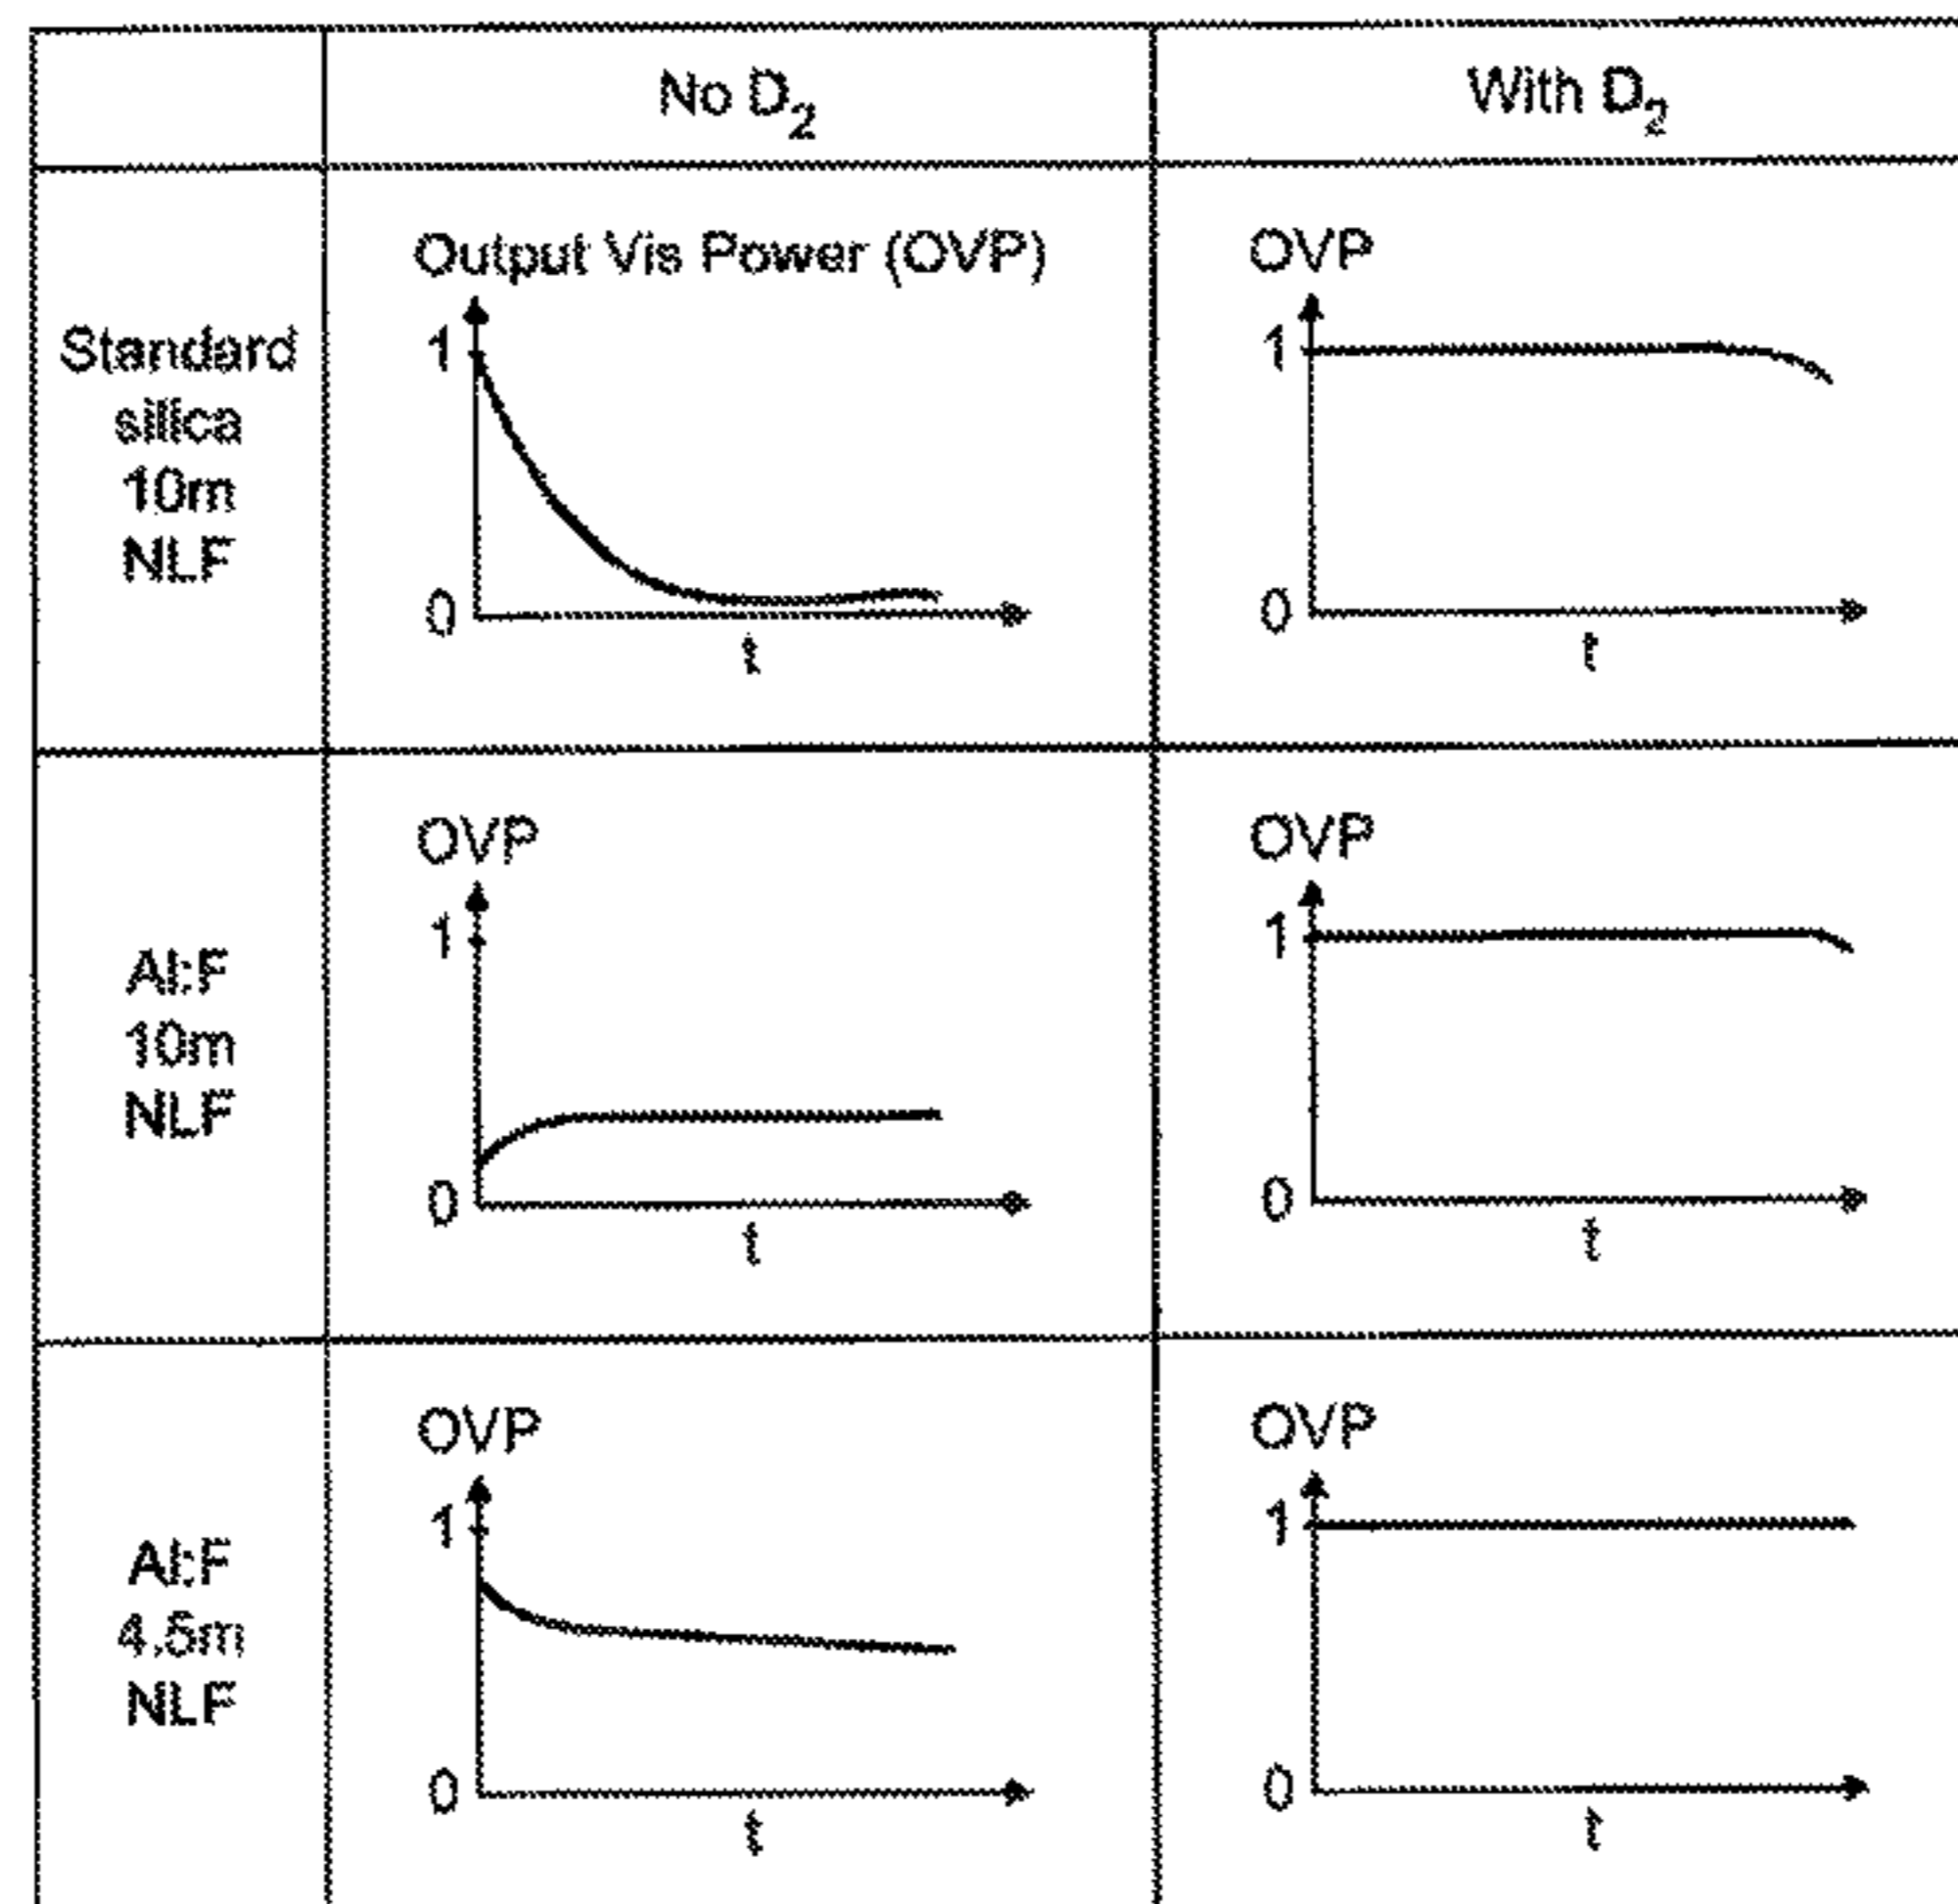 No D₂
With D₂
Standard
silica
10m
NLF
Output Vis Power (OVP)
1
0
t
OVP
1
0
t
Al:F
10m
NLF
OVP
1
0
t
OVP
1
0
t
Al:F
4.5m
NLF
OVP
1
0
t
OVP
1
0
t